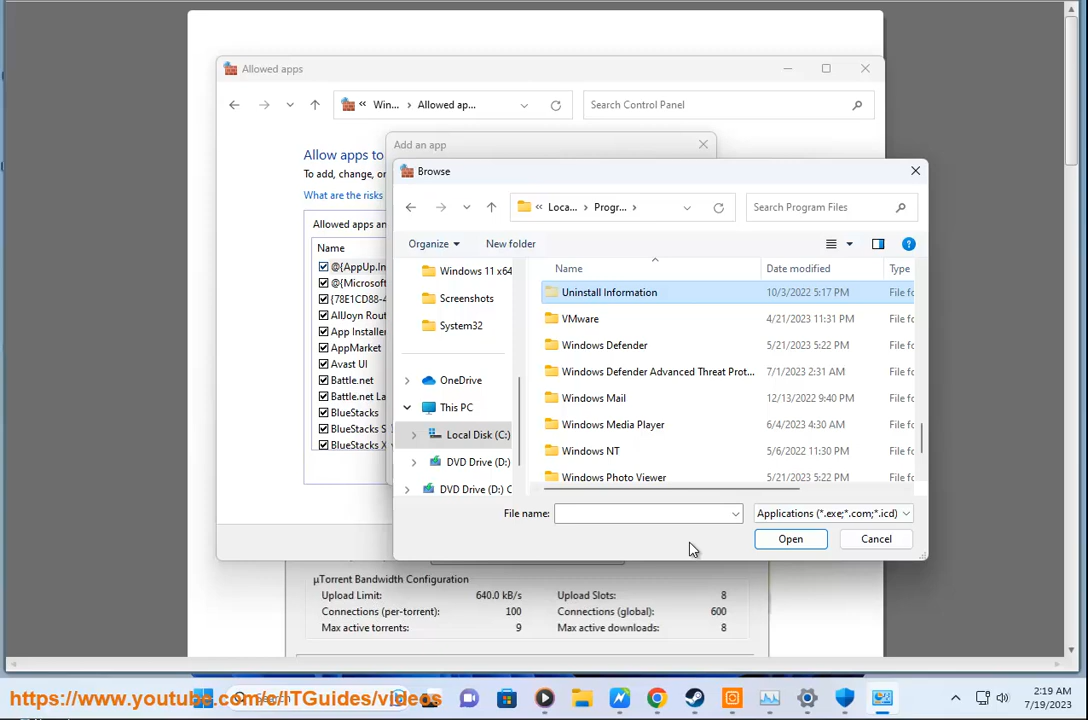 Allowed apps
« Win... › Allowed ap...
Search Control Panel
Allow apps to
To add, change, or
What are the risks
Allowed apps an
Name
@{AppUp.In
@{Microsoft
{78E1CD88-4
AllJoyn Rout
App Installer
AppMarket
Avast UI
Battle.net
Battle.net La
BlueStacks
BlueStacks S
BlueStacks X
Add an app
Browse
« Loca... › Progr... ›
Search Program Files
Organize
New folder
Windows 11 x64
Screenshots
System32
OneDrive
This PC
Local Disk (C:)
DVD Drive (D:)
DVD Drive (D:) C
Name Date modified Type
Uninstall Information 10/3/2022 5:17 PM File fo
VMware 4/21/2023 11:31 PM File fo
Windows Defender 5/21/2023 5:22 PM File fo
Windows Defender Advanced Threat Prot... 7/1/2023 2:31 AM File fo
Windows Mail 12/13/2022 9:40 PM File fo
Windows Media Player 6/4/2023 4:30 AM File fo
Windows NT 5/6/2022 11:30 PM File fo
Windows Photo Viewer 5/21/2023 5:22 PM File fo
File name:
Applications (*.exe;*.com;*.icd)
Open
Cancel
µTorrent Bandwidth Configuration
Upload Limit: 640.0 kB/s Upload Slots: 8
Connections (per-torrent): 100 Connections (global): 600
Max active torrents: 9 Max active downloads: 8
https://www.youtube.com/ITGuides/videos
2:19 AM
7/19/2023